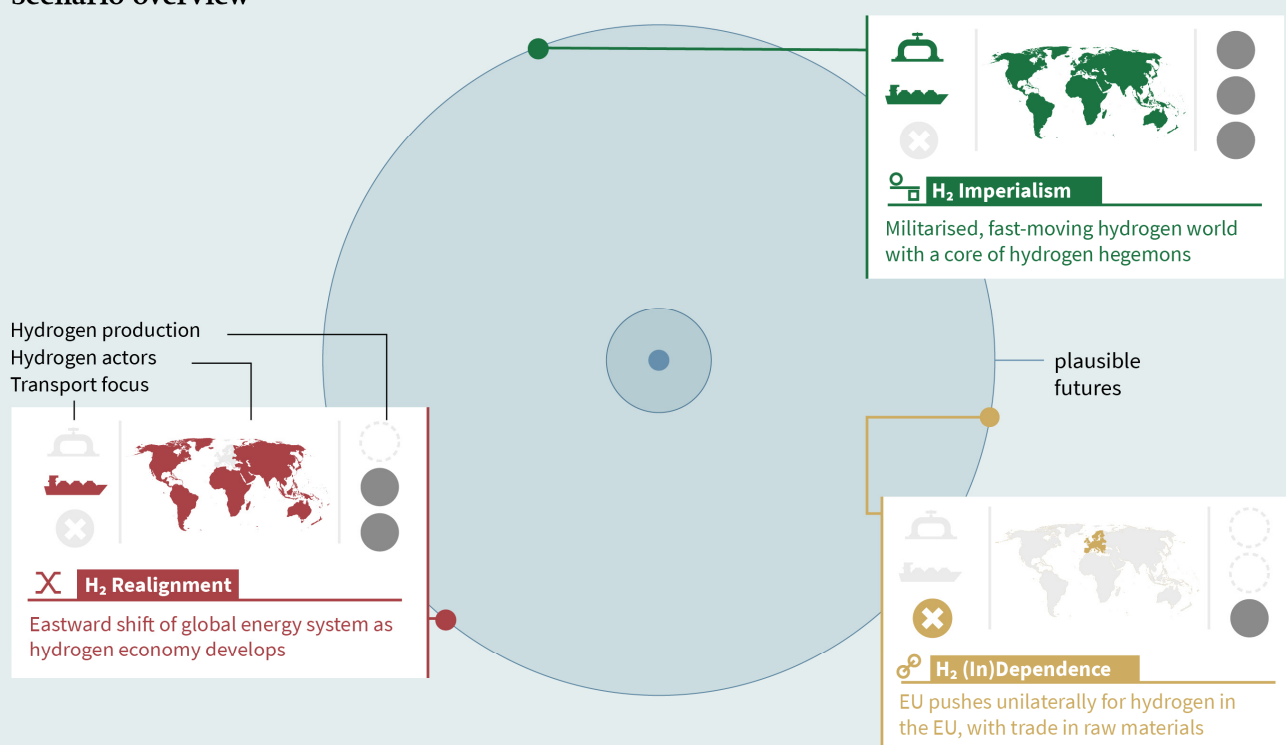 Scenario overview
H₂ Imperialism
Militarised, fast-moving hydrogen world
with a core of hydrogen hegemons
Hydrogen production
Hydrogen actors
Transport focus
plausible
futures
H₂ Realignment
Eastward shift of global energy system as
hydrogen economy develops
H₂ (In)Dependence
EU pushes unilaterally for hydrogen in
the EU, with trade in raw materials